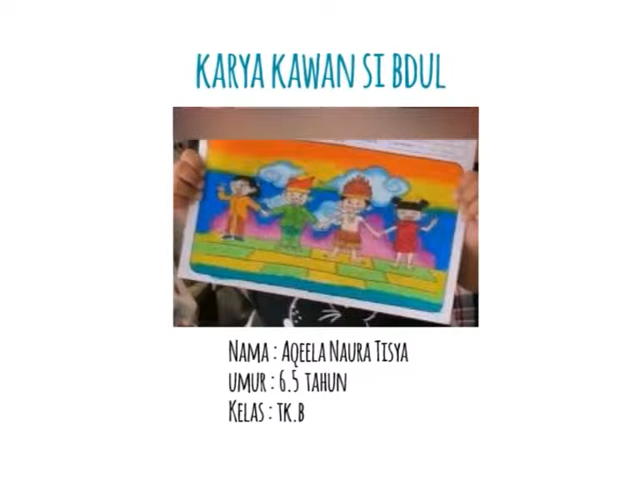 KARYA KAWAN SI BDUL
NAMA : AQEELA NAURA TISYA
UMUR : 6.5 TAHUN
KELAS : TK.B